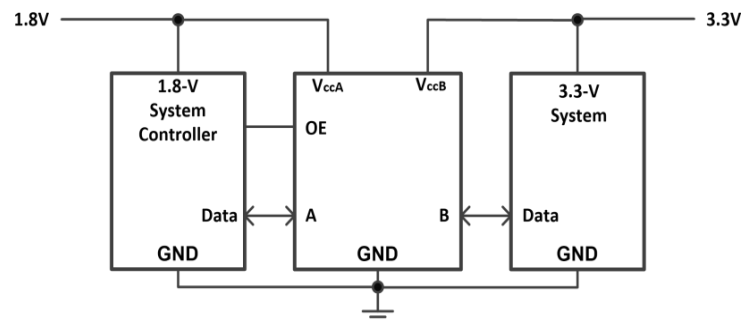 1.8V
3.3V
1.8-V
System
Controller
VccA
VccB
3.3-V
System
OE
Data
A
B
Data
GND
GND
GND